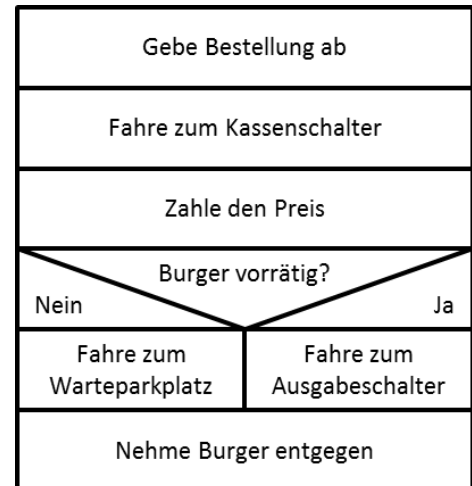 Gebe Bestellung ab
Fahre zum Kassenschalter
Zahle den Preis
Burger vorrätig?
Nein
Ja
Fahre zum
Warteparkplatz
Fahre zum
Ausgabeschalter
Nehme Burger entgegen